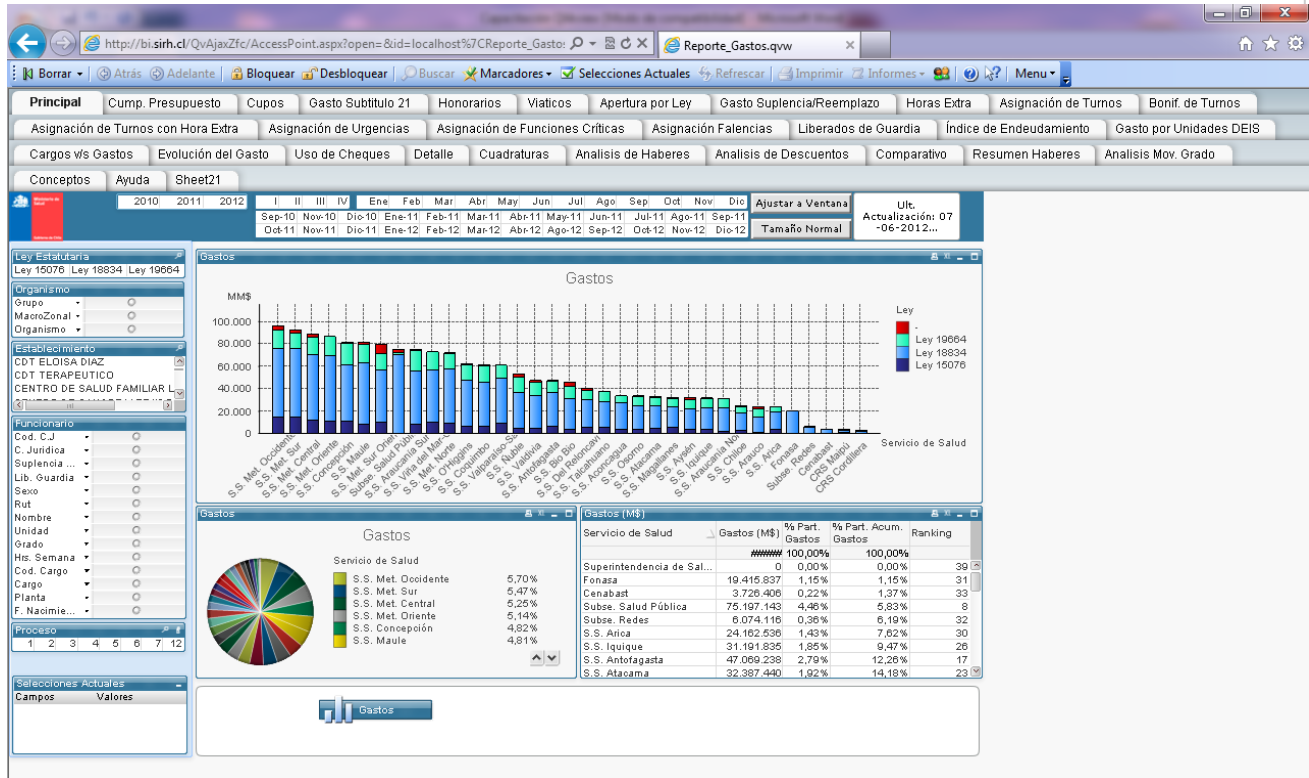 http://bi.sirh.cl/QvAjaxZfc/AccessPoint.aspx?open=&id=localhost%7CReporte_Gasto: Reporte_Gastos.qvw
Borrar Atrás Adelante Bloquear Desbloquear Buscar Marcadores Selecciones Actuales Refrescar Imprimir Informes Menu
Principal Cump. Presupuesto Cupos Gasto Subtitulo 21 Honorarios Viaticos Apertura por Ley Gasto Suplencia/Reemplazo Horas Extra Asignación de Turnos Bonif. de Turnos
Asignación de Turnos con Hora Extra Asignación de Urgencias Asignación de Funciones Críticas Asignación Falencias Liberados de Guardia Índice de Endeudamiento Gasto por Unidades DEIS
Cargos v/s Gastos Evolución del Gasto Uso de Cheques Detalle Cuadraturas Analisis de Haberes Analisis de Descuentos Comparativo Resumen Haberes Analisis Mov. Grado
Conceptos Ayuda Sheet21
2010 2011 2012 I II III IV Ene Feb Mar Abr May Jun Jul Ago Sep Oct Nov Dic
Sep-10 Nov-10 Dic-10 Ene-11 Feb-11 Mar-11 Abr-11 May-11 Jun-11 Jul-11 Ago-11 Sep-11
Oct-11 Nov-11 Dic-11 Ene-12 Feb-12 Mar-12 Abr-12 Ago-12 Sep-12 Oct-12 Nov-12 Dic-12
Ajustar a Ventana
Tamaño Normal
Ult.
Actualización: 07
-06-2012...
Ley Estatutaria
Ley 15076 Ley 18834 Ley 19664
Organismo
Grupo
MacroZonal
Organismo
Establecimiento
CDT ELOISA DIAZ
CDT TERAPEUTICO
CENTRO DE SALUD FAMILIAR L
Funcionario
Cod. C.J
C. Juridica
Suplencia ...
Lib. Guardia
Sexo
Rut
Nombre
Unidad
Grado
Hrs. Semana
Cod. Cargo
Cargo
Planta
F. Nacimie...
Proceso
1 2 3 4 5 6 7 12
Selecciones Actuales
Campos Valores
Gastos
Gastos
MM$
100.000
80.000
60.000
40.000
20.000
0
Ley
-
Ley 19664
Ley 18834
Ley 15076
S.S. Met. Occidente
S.S. Met. Sur
S.S. Met. Central
S.S. Met. Oriente
S.S. Concepción
S.S. Maule
S.S. Met. Sur Orien
Subse. Salud Públi
S.S. Araucania Sur
S.S. Viña del Mar-
S.S. Met. Norte
S.S. O'Higgins
S.S. Coquimbo
S.S. Valparaíso-S
S.S. Ñuble
S.S. Valdivia
S.S. Antofagasta
S.S. Bio Bio
S.S. Del Reloncavi
S.S. Talcahuano
S.S. Aconcagua
S.S. Osorno
S.S. Atacama
S.S. Magallanes
S.S. Aysén
S.S. Iquique
S.S. Araucania Nor
S.S. Chiloe
S.S. Arauco
S.S. Arica
Fonasa
Subse. Redes
Cenabast
CRS Maipú
CRS Cordillera
Servicio de Salud
Gastos
Gastos
Servicio de Salud
S.S. Met. Occidente 5,70%
S.S. Met. Sur 5,47%
S.S. Met. Central 5,25%
S.S. Met. Oriente 5,14%
S.S. Concepción 4,82%
S.S. Maule 4,81%
Gastos (M$)
Servicio de Salud Gastos (M$) % Part. Gastos % Part. Acum. Gastos Ranking
100,00% 100,00%
Superintendencia de Sal... 0 0,00% 0,00% 39
Fonasa 19.415.837 1,15% 1,15% 31
Cenabast 3.726.406 0,22% 1,37% 33
Subse. Salud Pública 75.197.143 4,46% 5,83% 8
Subse. Redes 6.074.116 0,36% 6,19% 32
S.S. Arica 24.162.536 1,43% 7,62% 30
S.S. Iquique 31.191.835 1,85% 9,47% 26
S.S. Antofagasta 47.069.238 2,79% 12,26% 17
S.S. Atacama 32.387.440 1,92% 14,18% 23
Gastos